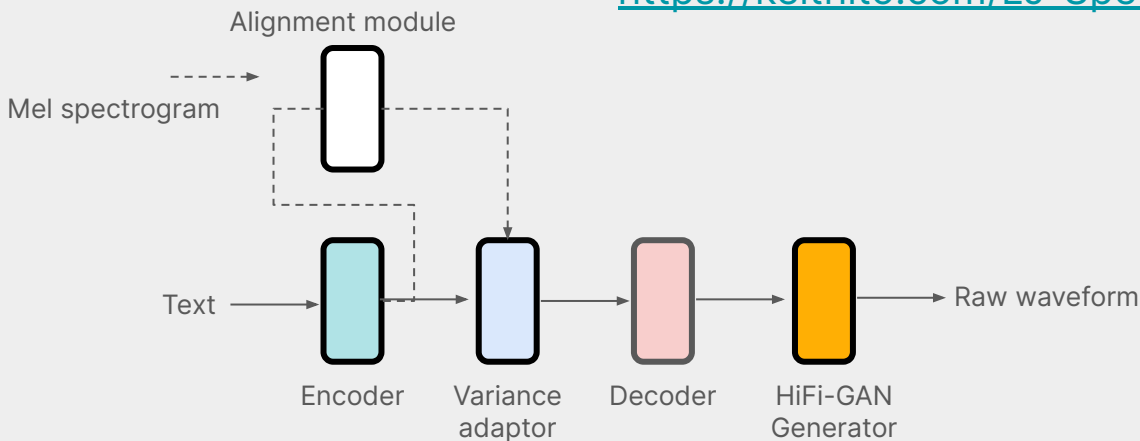 Alignment module
Mel spectrogram
Text
Raw waveform
Encoder
Variance
adaptor
Decoder
HiFi-GAN
Generator